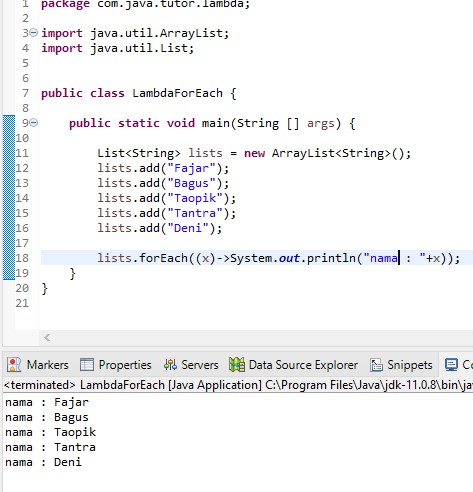 1 package com.java.tutor.lambda;
2
3 import java.util.ArrayList;
4 import java.util.List;
5
6
7 public class LambdaForEach {
8
9 public static void main(String [] args) {
10
11 List<String> lists = new ArrayList<String>();
12 lists.add("Fajar");
13 lists.add("Bagus");
14 lists.add("Taopik");
15 lists.add("Tantra");
16 lists.add("Deni");
17
18 lists.forEach((x)->System.out.println("nama : "+x));
19 }
20 }
21
Markers Properties Servers Data Source Explorer Snippets
<terminated> LambdaForEach [Java Application] C:\Program Files\Java\jdk-11.0.8\bin\ja
nama : Fajar
nama : Bagus
nama : Taopik
nama : Tantra
nama : Deni